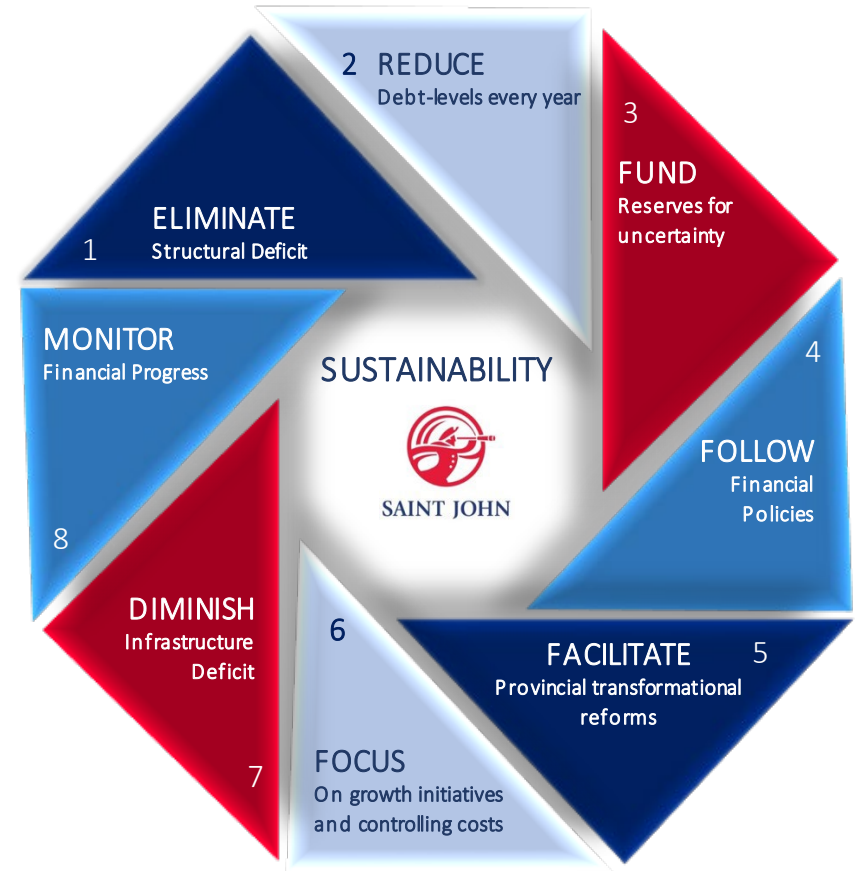 1
ELIMINATE
Structural Deficit
2 REDUCE
Debt-levels every year
3
FUND
Reserves for
uncertainty
4
FOLLOW
Financial
Policies
5
FACILITATE
Provincial transformational
reforms
6
FOCUS
On growth initiatives
and controlling costs
7
DIMINISH
Infrastructure
Deficit
8
MONITOR
Financial Progress
SUSTAINABILITY
SAINT JOHN